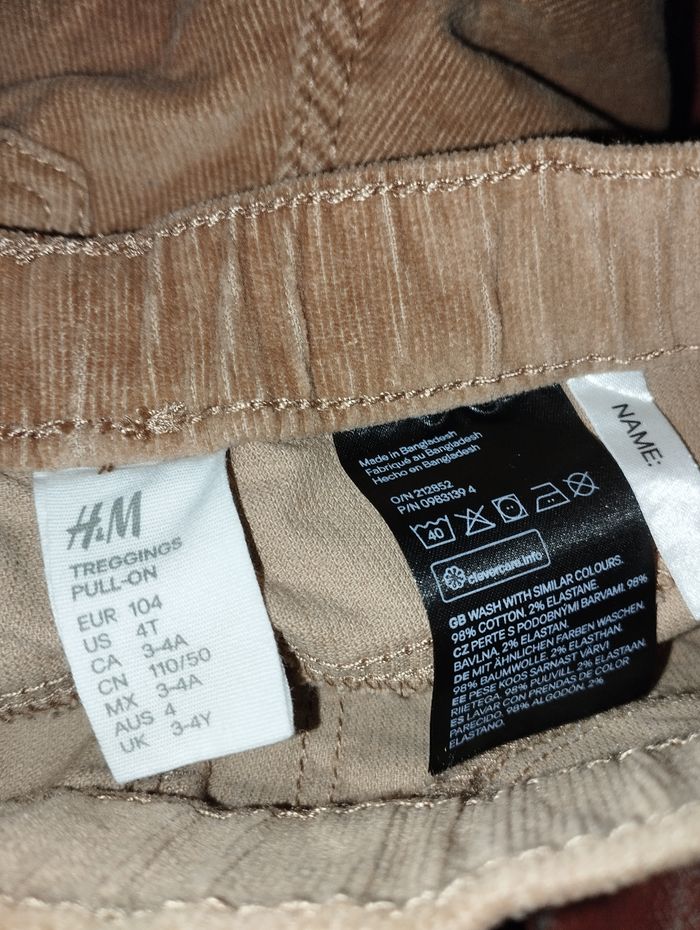 H&M
TREGGINGS
PULL-ON
EUR 104
US 4T
CA 3-4A
CN 110/50
MX 3-4A
AUS 4
UK 3-4Y
Made in Bangladesh
Fabriqué au Bangladesh
Hecho en Bangladesh
O/N 212852
P/N 0983139 4
40
clevercare.info
GB WASH WITH SIMILAR COLOURS.
98% COTTON. 2% ELASTANE.
CZ PERTE S PODOBNÝMI BARVAMI. 98%
BAVLNA. 2% ELASTAN.
DE MIT ÄHNLICHEN FARBEN WASCHEN.
98% BAUMWOLLE. 2% ELASTHAN.
EE PESE KOOS SARNAST VÄRVI
RIIETEGA. 98% PUUVILL. 2% ELASTAAN.
ES LAVAR CON PRENDAS DE COLOR
PARECIDO. 98% ALGODÓN. 2%
ELASTANO.
NAME: